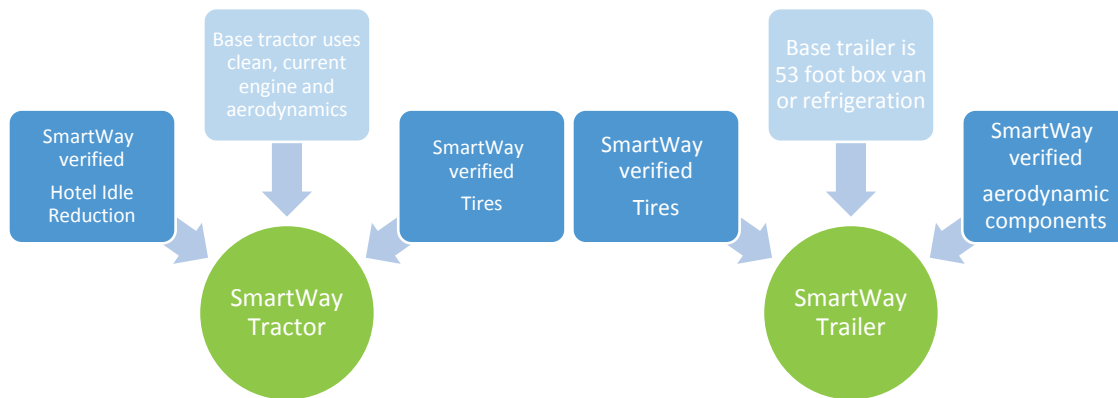 Base tractor uses
clean, current
engine and
aerodynamics
SmartWay
verified
Hotel Idle
Reduction
SmartWay
verified
Tires
SmartWay
Tractor
Base trailer is
53 foot box van
or refrigeration
SmartWay
verified
Tires
SmartWay
verified
aerodynamic
components
SmartWay
Trailer